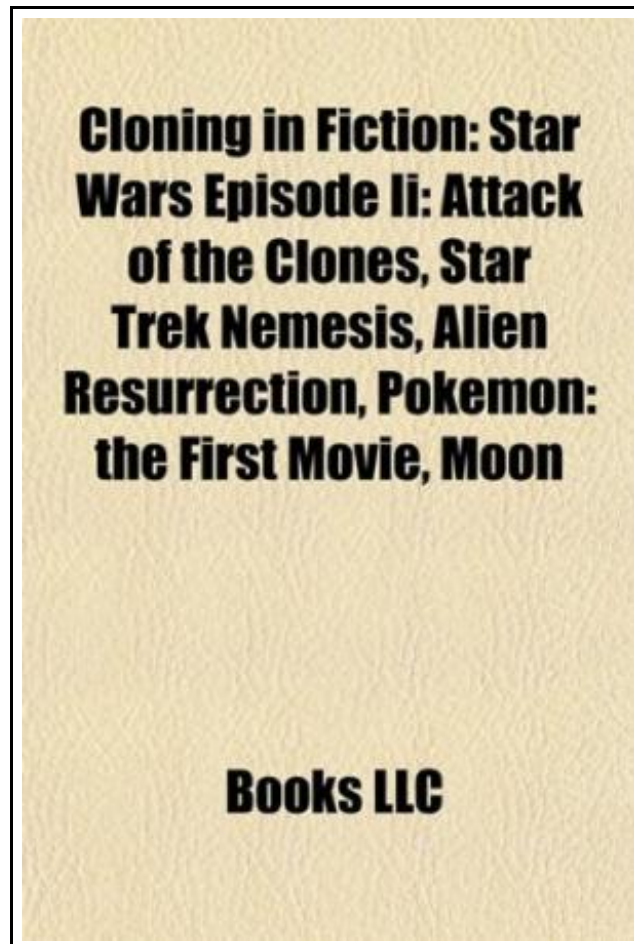 Cloning in Fiction: Star
Wars Episode Ii: Attack
of the Clones, Star
Trek Nemesis, Alien
Resurrection, Pokemon:
the First Movie, Moon
Books LLC